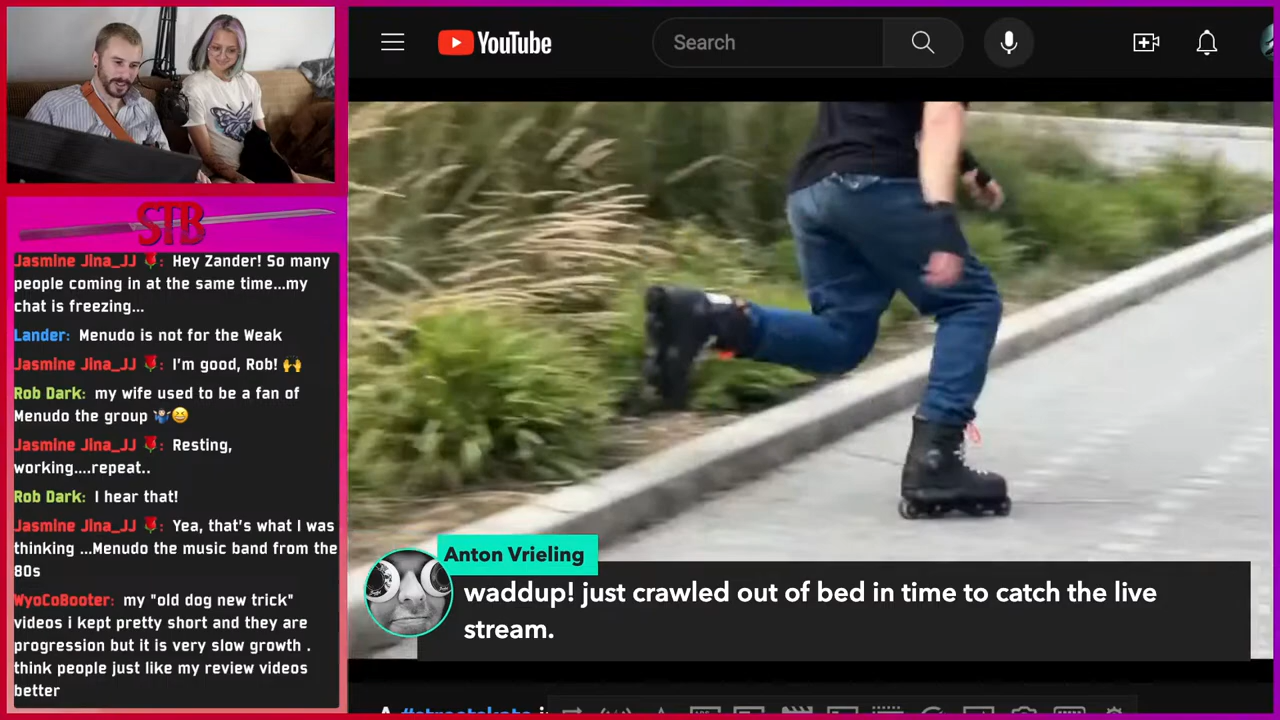 YouTube
Search
STB
Jasmine Jina_JJ 🌹: Hey Zander! So many
people coming in at the same time...my
chat is freezing...
Lander: Menudo is not for the Weak
Jasmine Jina_JJ 🌹: I'm good, Rob! 🙌
Rob Dark: my wife used to be a fan of
Menudo the group 🤷🏻‍♂️😆
Jasmine Jina_JJ 🌹: Resting,
working....repeat..
Rob Dark: I hear that!
Jasmine Jina_JJ 🌹: Yea, that's what I was
thinking ...Menudo the music band from the
80s
WyoCoBooter: my "old dog new trick"
videos i kept pretty short and they are
progression but it is very slow growth .
think people just like my review videos
better
Anton Vrieling
waddup! just crawled out of bed in time to catch the live
stream.